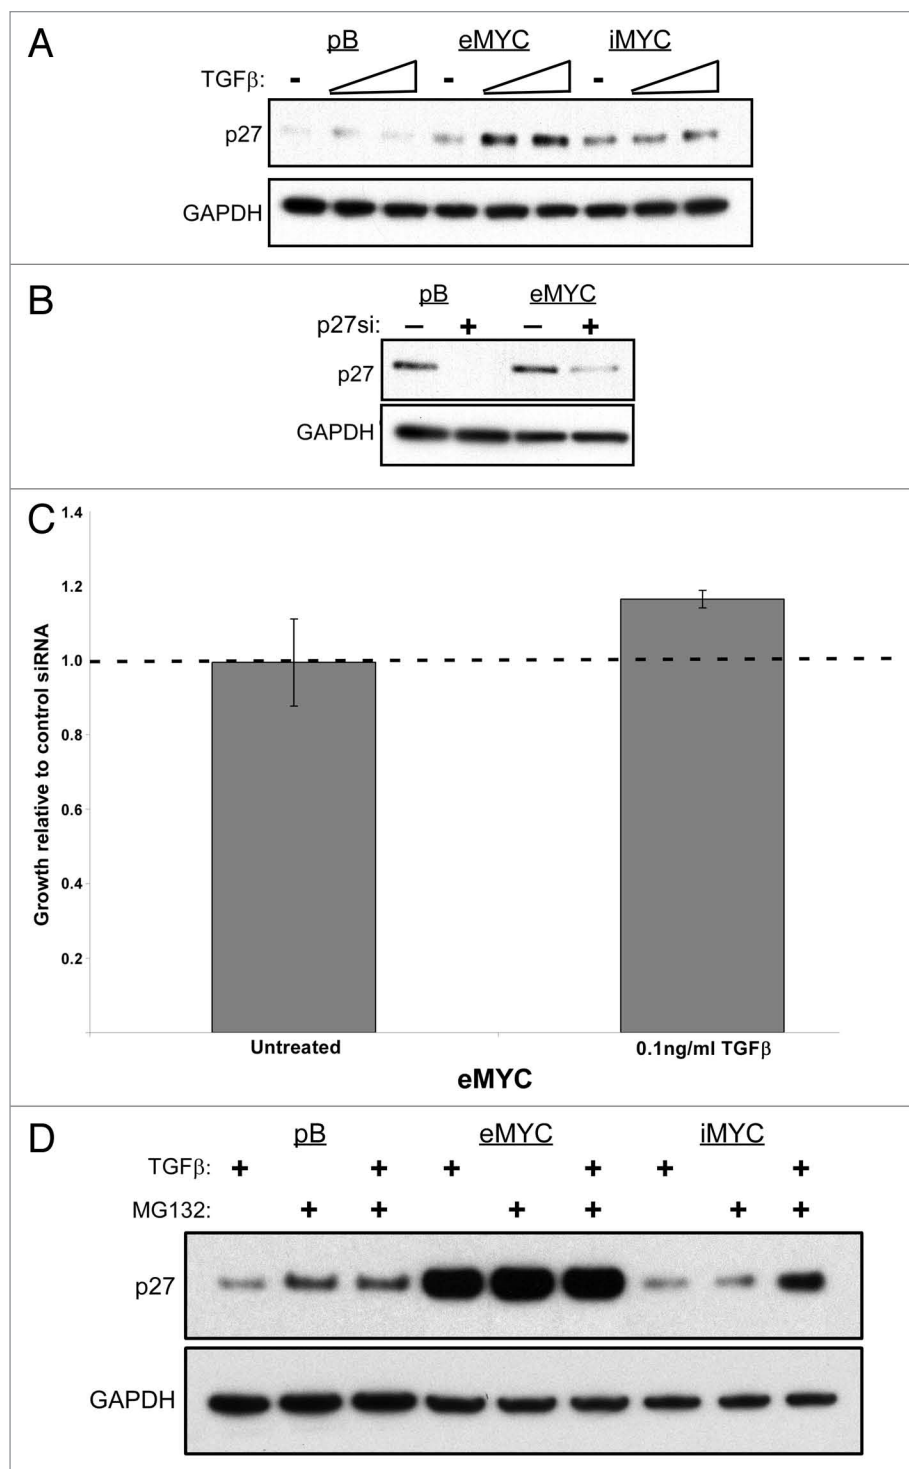 A
pB eMYC iMYC
TGFβ: - - -
p27
GAPDH
B
pB eMYC
p27si: − + − +
p27
GAPDH
C
1.4
1.2
1.0
0.8
0.6
0.4
0.2
Growth relative to control siRNA
Untreated 0.1ng/ml TGFβ
eMYC
D
pB eMYC iMYC
TGFβ: + + + + + +
MG132: + + + + + +
p27
GAPDH